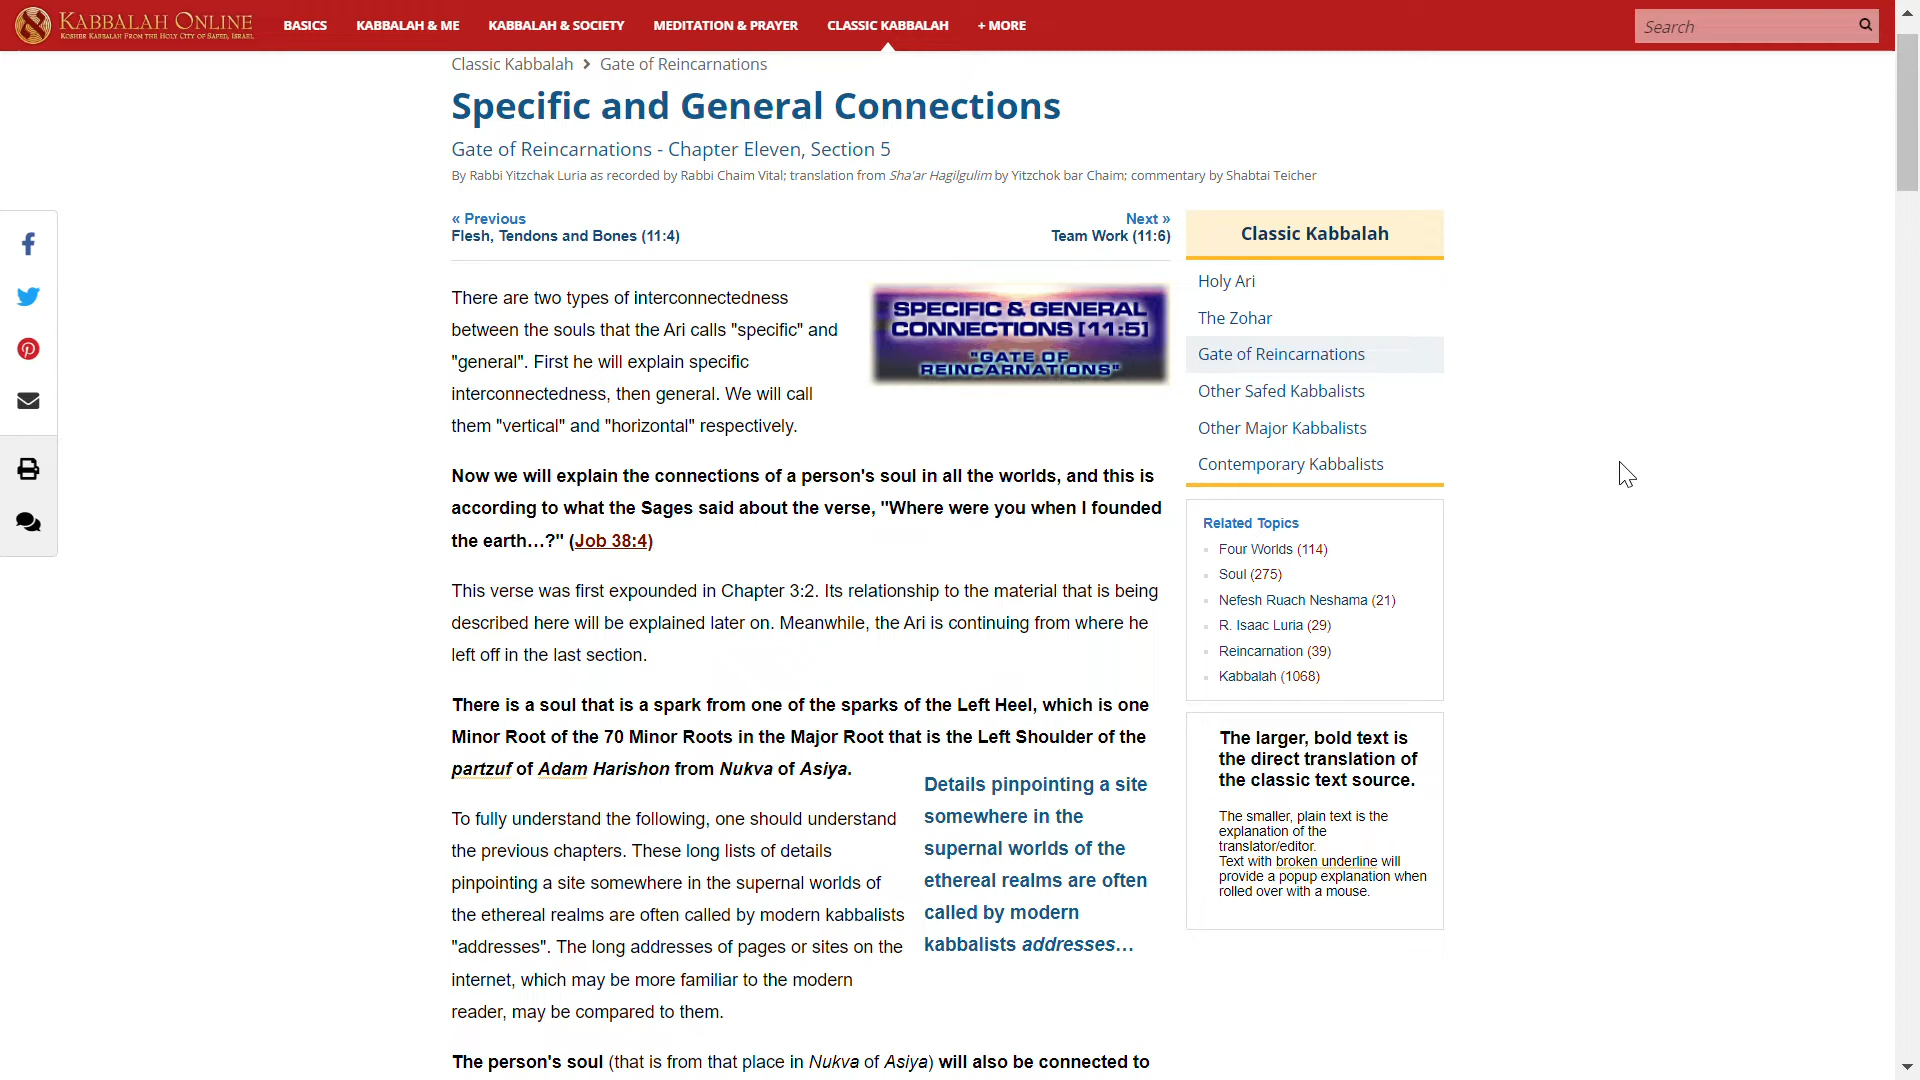 KABBALAH ONLINE
KOSHER KABBALAH FROM THE HOLY CITY OF SAFED, ISRAEL
BASICS
KABBALAH & ME
KABBALAH & SOCIETY
MEDITATION & PRAYER
CLASSIC KABBALAH
+ MORE
Search
Classic Kabbalah > Gate of Reincarnations
Specific and General Connections
Gate of Reincarnations - Chapter Eleven, Section 5
By Rabbi Yitzchak Luria as recorded by Rabbi Chaim Vital; translation from Sha'ar Hagilgulim by Yitzchok bar Chaim; commentary by Shabtai Teicher
« Previous
Flesh, Tendons and Bones (11:4)
Next »
Team Work (11:6)
There are two types of interconnectedness
between the souls that the Ari calls "specific" and
"general". First he will explain specific
interconnectedness, then general. We will call
them "vertical" and "horizontal" respectively.
SPECIFIC & GENERAL
CONNECTIONS [11:5]
"GATE OF
REINCARNATIONS"
Now we will explain the connections of a person's soul in all the worlds, and this is
according to what the Sages said about the verse, "Where were you when I founded
the earth…?" (Job 38:4)
This verse was first expounded in Chapter 3:2. Its relationship to the material that is being
described here will be explained later on. Meanwhile, the Ari is continuing from where he
left off in the last section.
There is a soul that is a spark from one of the sparks of the Left Heel, which is one
Minor Root of the 70 Minor Roots in the Major Root that is the Left Shoulder of the
partzuf of Adam Harishon from Nukva of Asiya.
To fully understand the following, one should understand
the previous chapters. These long lists of details
pinpointing a site somewhere in the supernal worlds of
the ethereal realms are often called by modern kabbalists
"addresses". The long addresses of pages or sites on the
internet, which may be more familiar to the modern
reader, may be compared to them.
Details pinpointing a site
somewhere in the
supernal worlds of the
ethereal realms are often
called by modern
kabbalists addresses…
The person's soul (that is from that place in Nukva of Asiya) will also be connected to
Classic Kabbalah
Holy Ari
The Zohar
Gate of Reincarnations
Other Safed Kabbalists
Other Major Kabbalists
Contemporary Kabbalists
Related Topics
Four Worlds (114)
Soul (275)
Nefesh Ruach Neshama (21)
R. Isaac Luria (29)
Reincarnation (39)
Kabbalah (1068)
The larger, bold text is
the direct translation of
the classic text source.
The smaller, plain text is the
explanation of the
translator/editor.
Text with broken underline will
provide a popup explanation when
rolled over with a mouse.